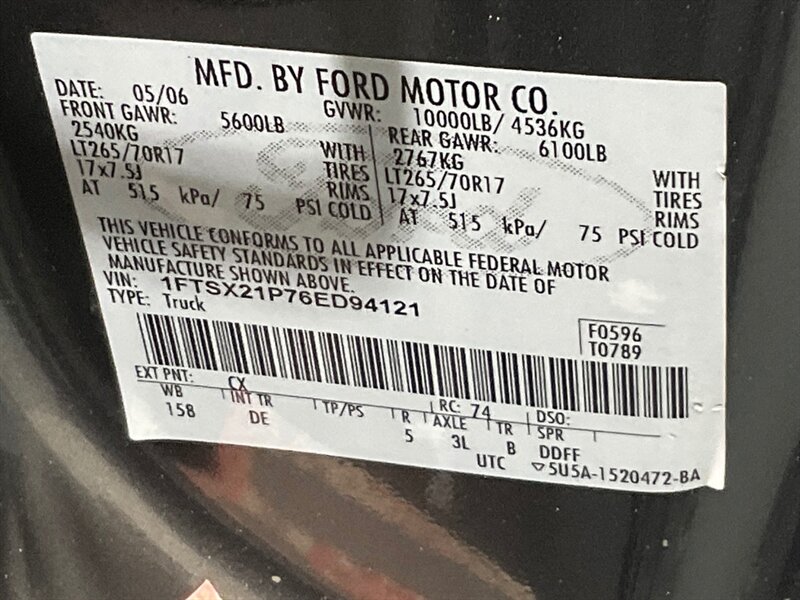 MFD. BY FORD MOTOR CO.
DATE: 05/06 GVWR: 10000LB/ 4536KG
FRONT GAWR: 5600LB REAR GAWR: 6100LB
2540KG WITH 2767KG WITH
LT265/70R17 TIRES LT265/70R17 TIRES
17x7.5J RIMS 17x7.5J RIMS
AT 515 kPa/ 75 PSI COLD AT 515 kPa/ 75 PSI COLD
THIS VEHICLE CONFORMS TO ALL APPLICABLE FEDERAL MOTOR
VEHICLE SAFETY STANDARDS IN EFFECT ON THE DATE OF
MANUFACTURE SHOWN ABOVE.
VIN: 1FTSX21P76ED94121
TYPE: Truck
F0596
T0789
EXT PNT: CX RC: 74 DSO:
WB INT TR TP/PS R AXLE TR SPR
158 DE 5 3L B DDFF
UTC ▽5U5A-1520472-BA